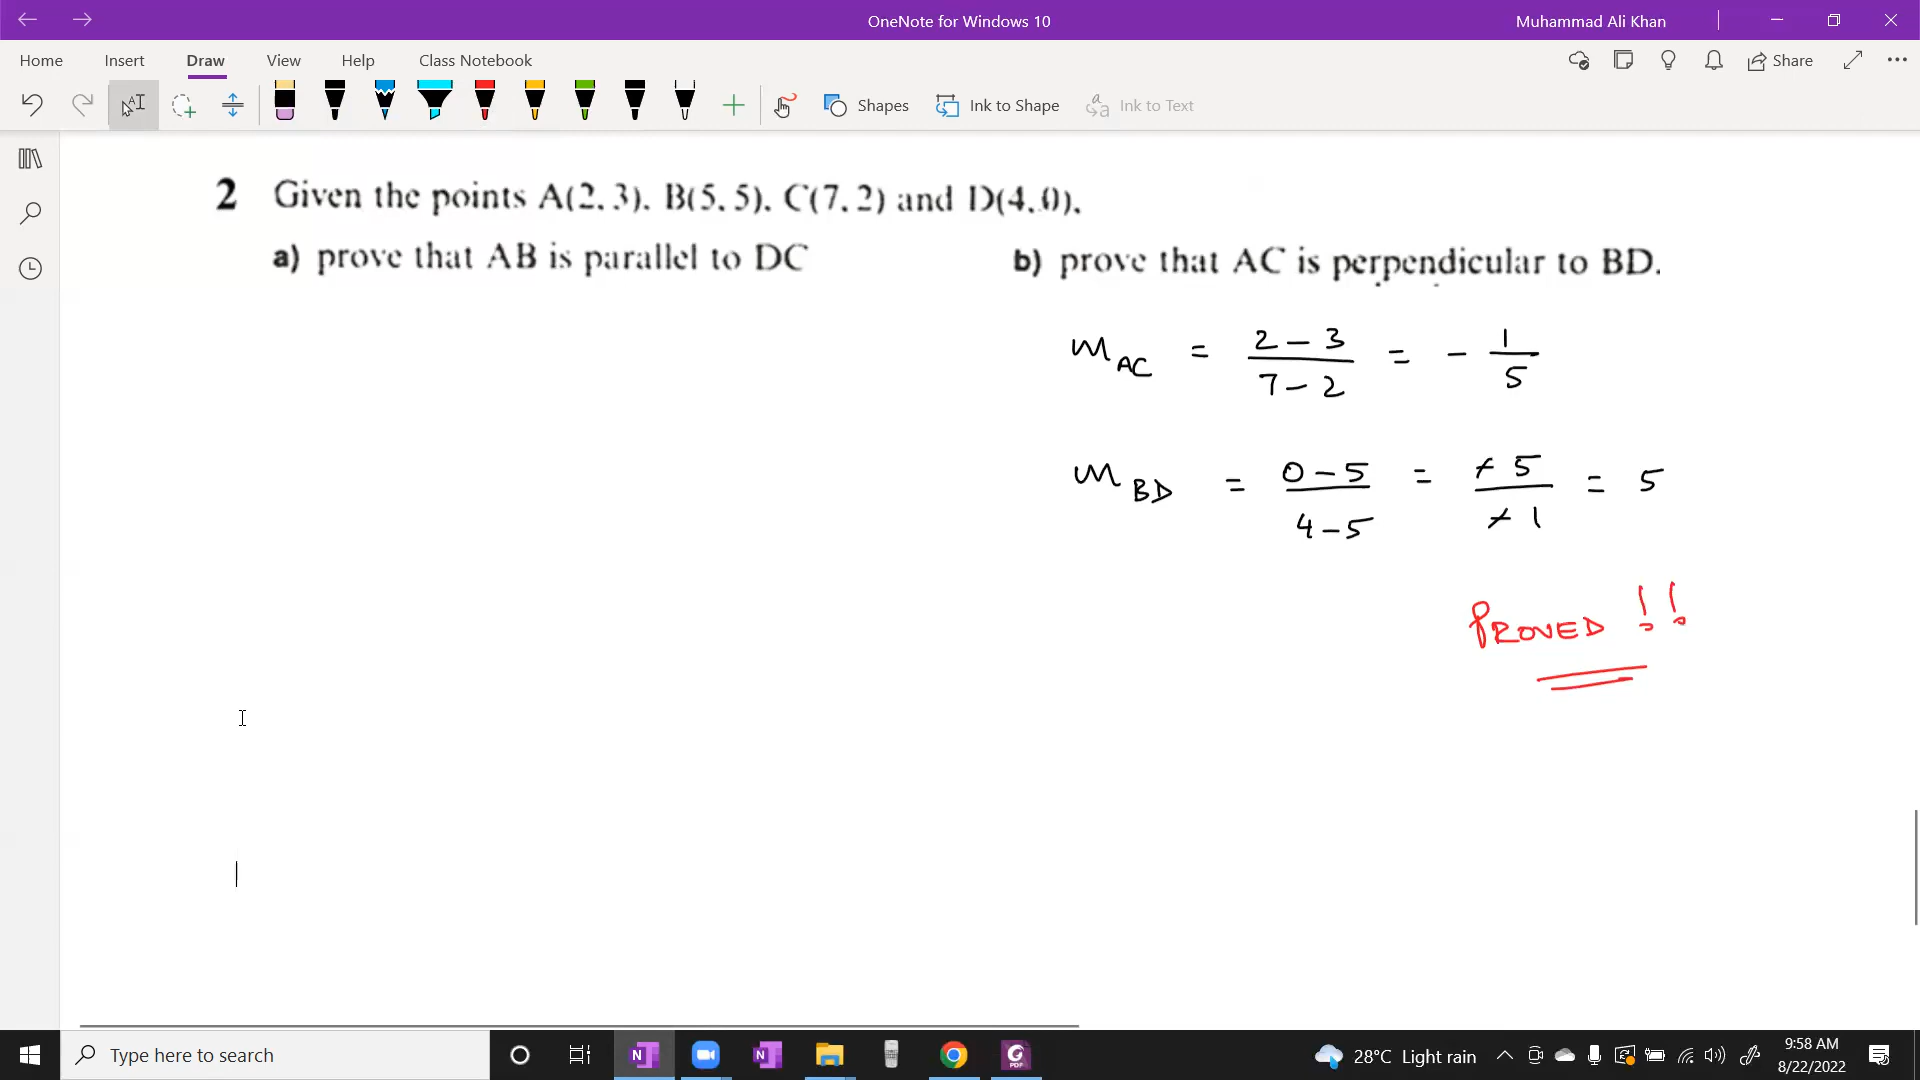 OneNote for Windows 10
Muhammad Ali Khan
Home Insert Draw View Help Class Notebook
Share
Shapes Ink to Shape Ink to Text
2 Given the points A(2, 3), B(5, 5), C(7, 2) and D(4, 0),
a) prove that AB is parallel to DC
b) prove that AC is perpendicular to BD.
m AC = 2 - 3 / 7 - 2 = - 1 / 5
m BD = 0 - 5 / 4 - 5 = - 5 / - 1 = 5
PROVED !!
Type here to search
28°C Light rain
9:58 AM
8/22/2022